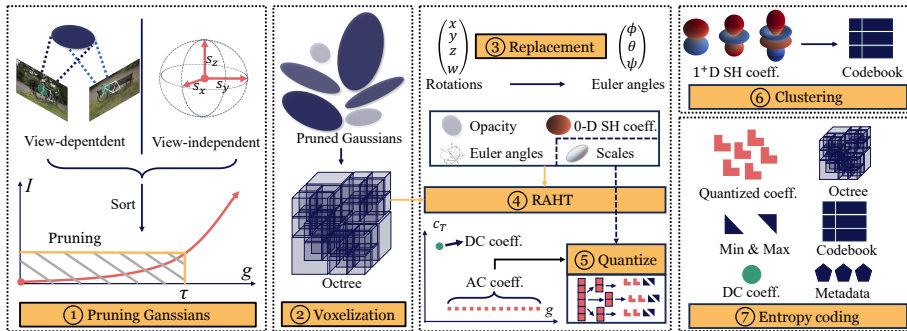 s_z
s_x
s_y
View-depentdent
View-independent
Sort
I
Pruning
g
τ
① Pruning Ganssians
Pruned Gaussians
Octree
② Voxelization
x
y
z
w
③ Replacement
ϕ
θ
ψ
Rotations
Euler angles
Opacity
0-D SH coeff.
Euler angles
Scales
④ RAHT
c_T
DC coeff.
AC coeff.
g
⑤ Quantize
1⁺D SH coeff.
Codebook
⑥ Clustering
Quantized coeff.
Octree
Min & Max
Codebook
DC coeff.
Metadata
⑦ Entropy coding